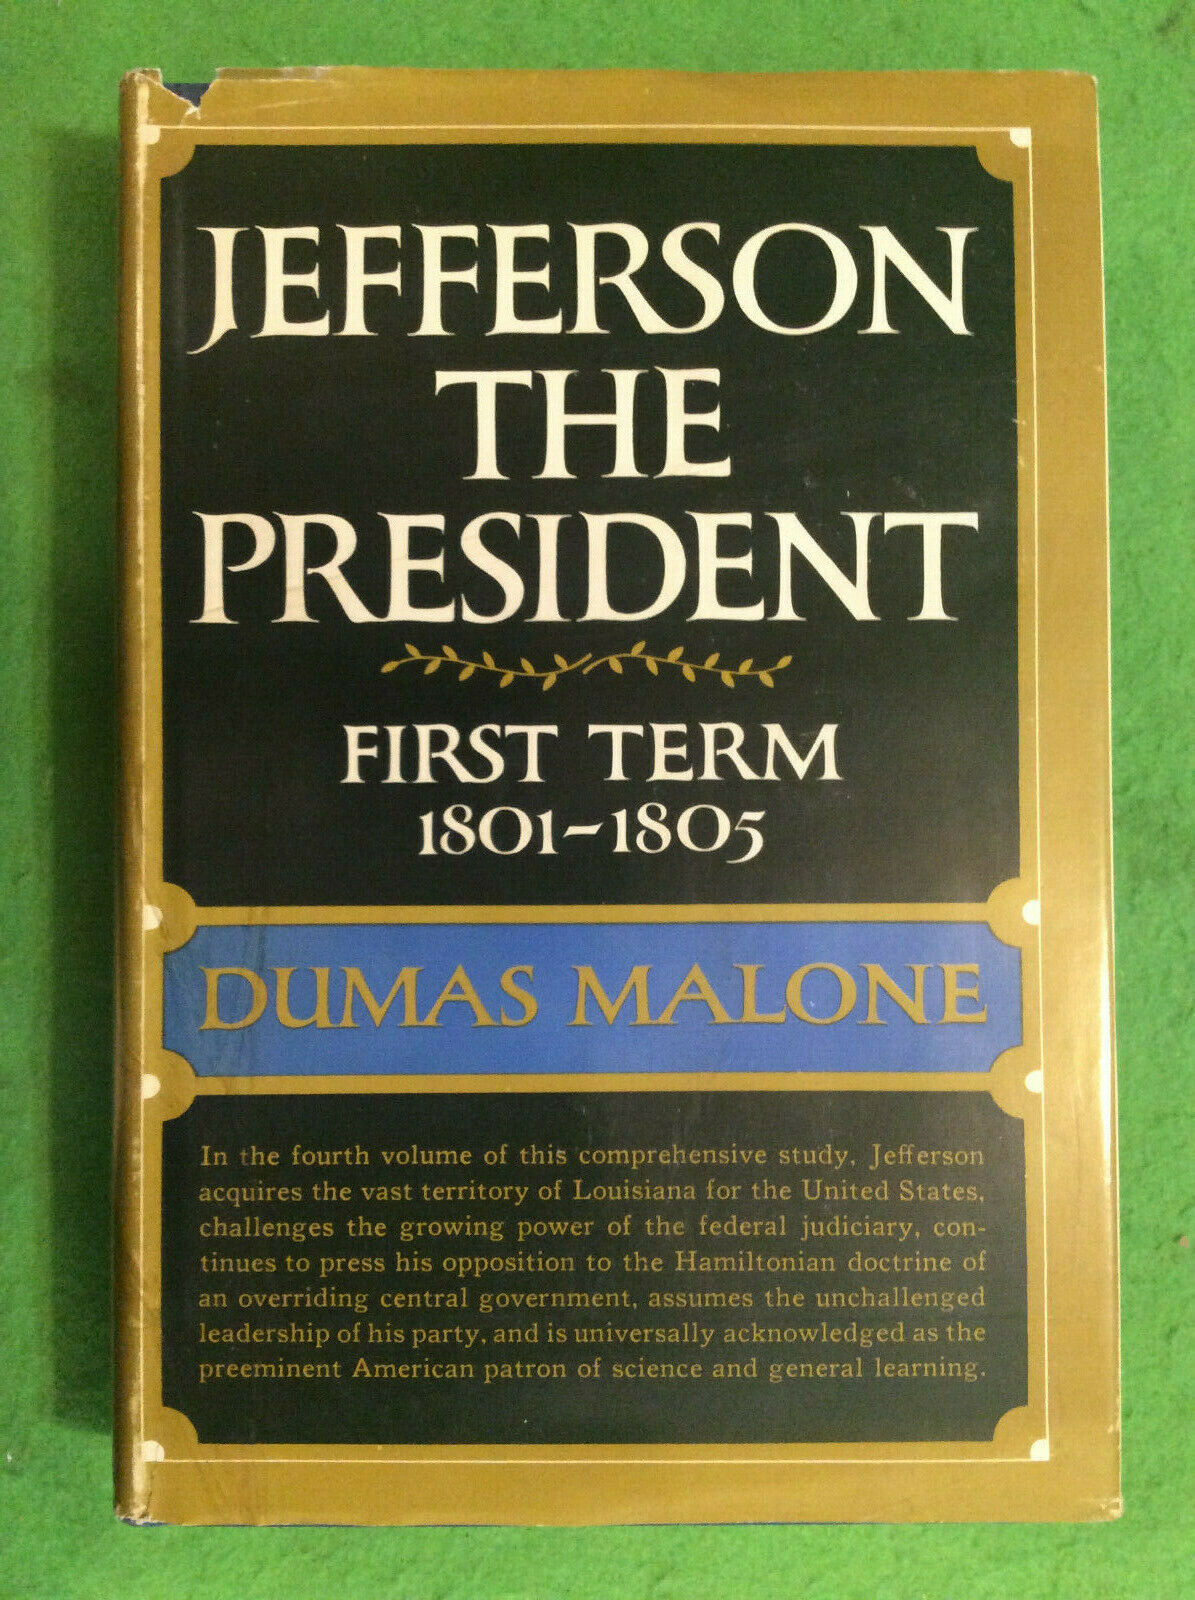 JEFFERSON
THE
PRESIDENT
FIRST TERM
1801-1805
DUMAS MALONE
In the fourth volume of this comprehensive study, Jefferson
acquires the vast territory of Louisiana for the United States,
challenges the growing power of the federal judiciary, con-
tinues to press his opposition to the Hamiltonian doctrine of
an overriding central government, assumes the unchallenged
leadership of his party, and is universally acknowledged as the
preeminent American patron of science and general learning.